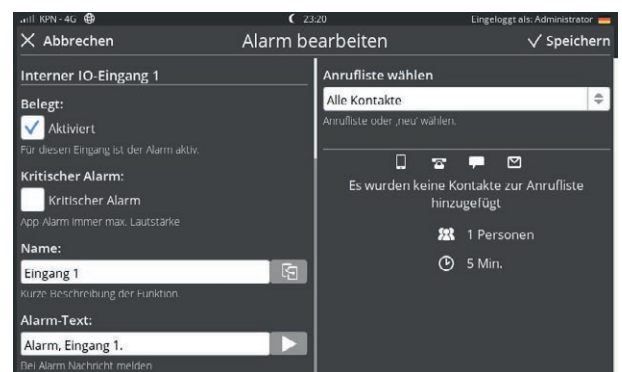 KPN - 4G
23:20
Eingeloggt als: Administrator
Abbrechen
Alarm bearbeiten
Speichern
Interner IO-Eingang 1
Belegt:
Aktiviert
Für diesen Eingang ist der Alarm aktiv.
Kritischer Alarm:
Kritischer Alarm
App Alarm immer max. Lautstärke
Name:
Eingang 1
Kurze Beschreibung der Funktion.
Alarm-Text:
Alarm, Eingang 1.
Bei Alarm Nachricht melden
Anrufliste wählen
Alle Kontakte
Anrufliste oder ‚neu' wählen.
Es wurden keine Kontakte zur Anrufliste
hinzugefügt
1 Personen
5 Min.